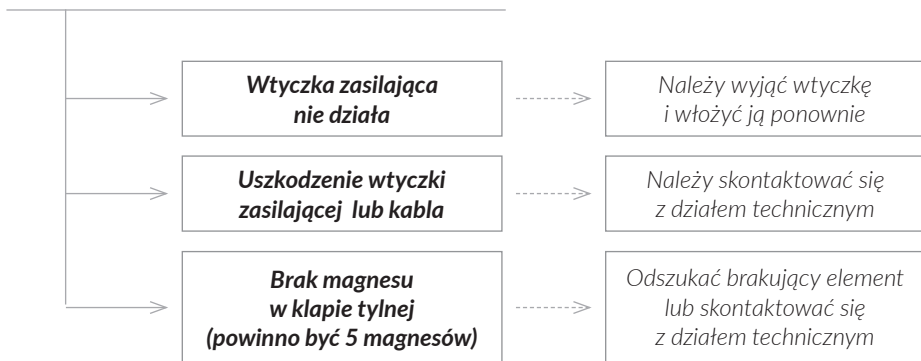 Wtyczka zasilająca
nie działa
Należy wyjąć wtyczkę
i włożyć ją ponownie
Uszkodzenie wtyczki
zasilającej lub kabla
Należy skontaktować się
z działem technicznym
Brak magnesu
w klapie tylnej
(powinno być 5 magnesów)
Odszukać brakujący element
lub skontaktować się
z działem technicznym